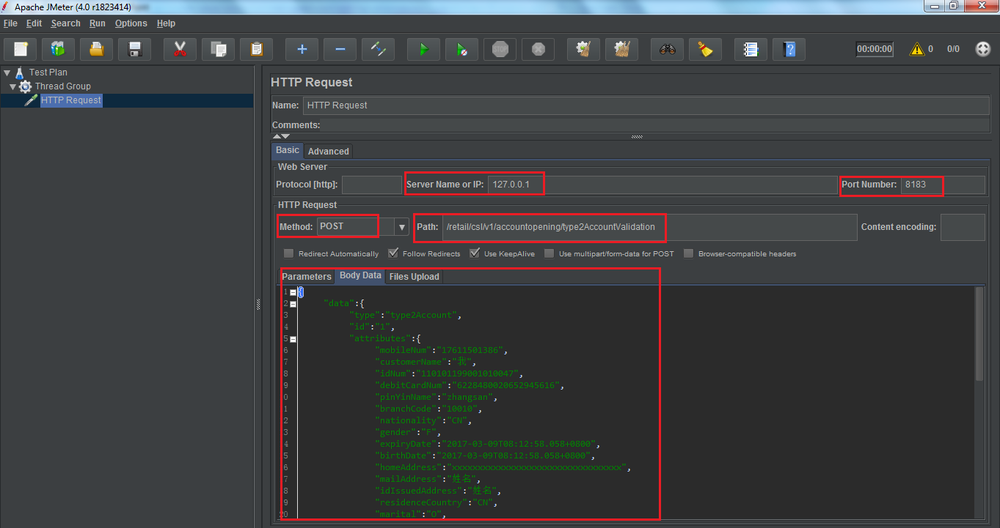 Apache JMeter (4.0 r1823414)
File Edit Search Run Options Help
STOP 00:00:00 0 0/0
Test Plan
Thread Group
HTTP Request
HTTP Request
Name: HTTP Request
Comments:
Basic Advanced
Web Server
Protocol [http]: Server Name or IP: 127.0.0.1 Port Number: 8183
HTTP Request
Method: POST Path: /retail/csl/v1/accountopening/type2AccountValidation Content encoding:
Redirect Automatically Follow Redirects Use KeepAlive Use multipart/form-data for POST Browser-compatible headers
Parameters Body Data Files Upload
1 {
2 "data":{
3 "type":"type2Account",
4 "id":"1",
5 "attributes":{
6 "mobileNum":"17611501386",
7 "customerName":"我",
8 "idNum":"110101199001010047",
9 "debitCardNum":"6228480020652945616",
0 "pinYinName":"zhangsan",
1 "branchCode":"10010",
2 "nationality":"CN",
3 "gender":"F",
4 "expiryDate":"2017-03-09T08:12:58.058+0800",
5 "birthDate":"2017-03-09T08:12:58.058+0800",
6 "homeAddress":"xxxxxxxxxxxxxxxxxxxxxxxxxxxxxxxxx",
7 "mailAddress":"姓名",
8 "idIssuedAddress":"姓名",
9 "residenceCountry":"CN",
20 "marital":"O",